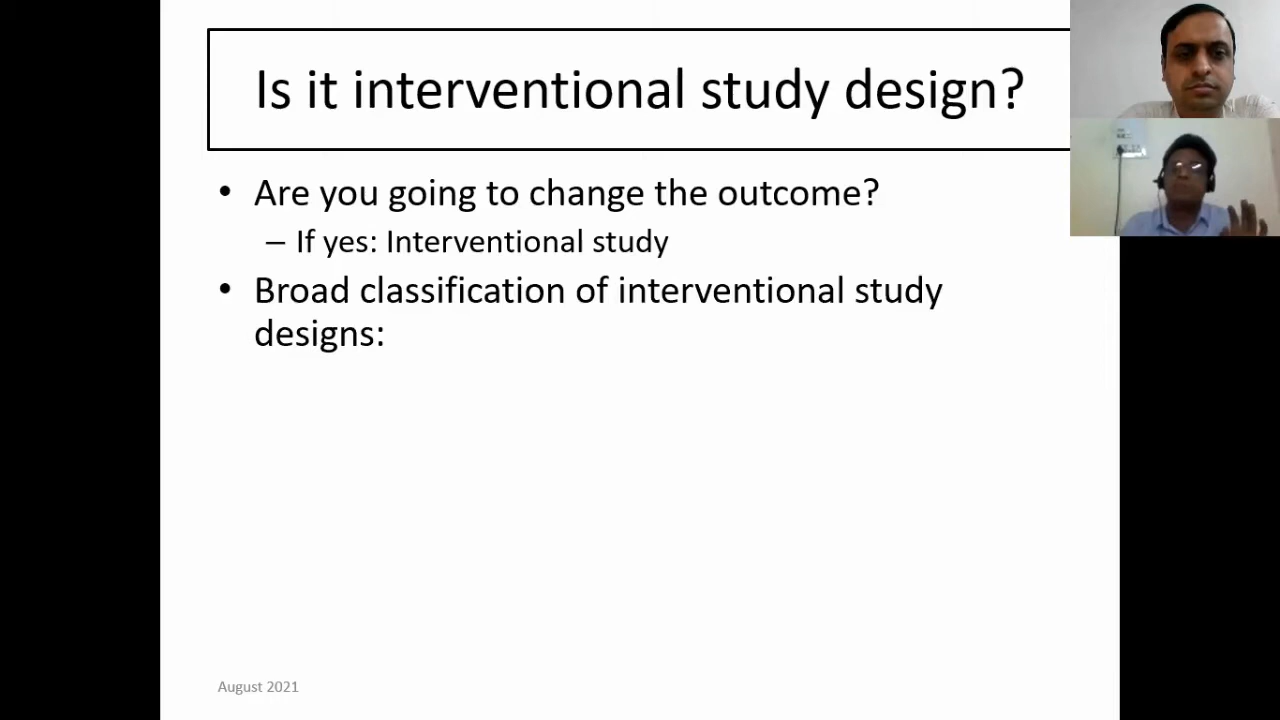 Is it interventional study design?
• Are you going to change the outcome?
– If yes: Interventional study
• Broad classification of interventional study
designs:
August 2021